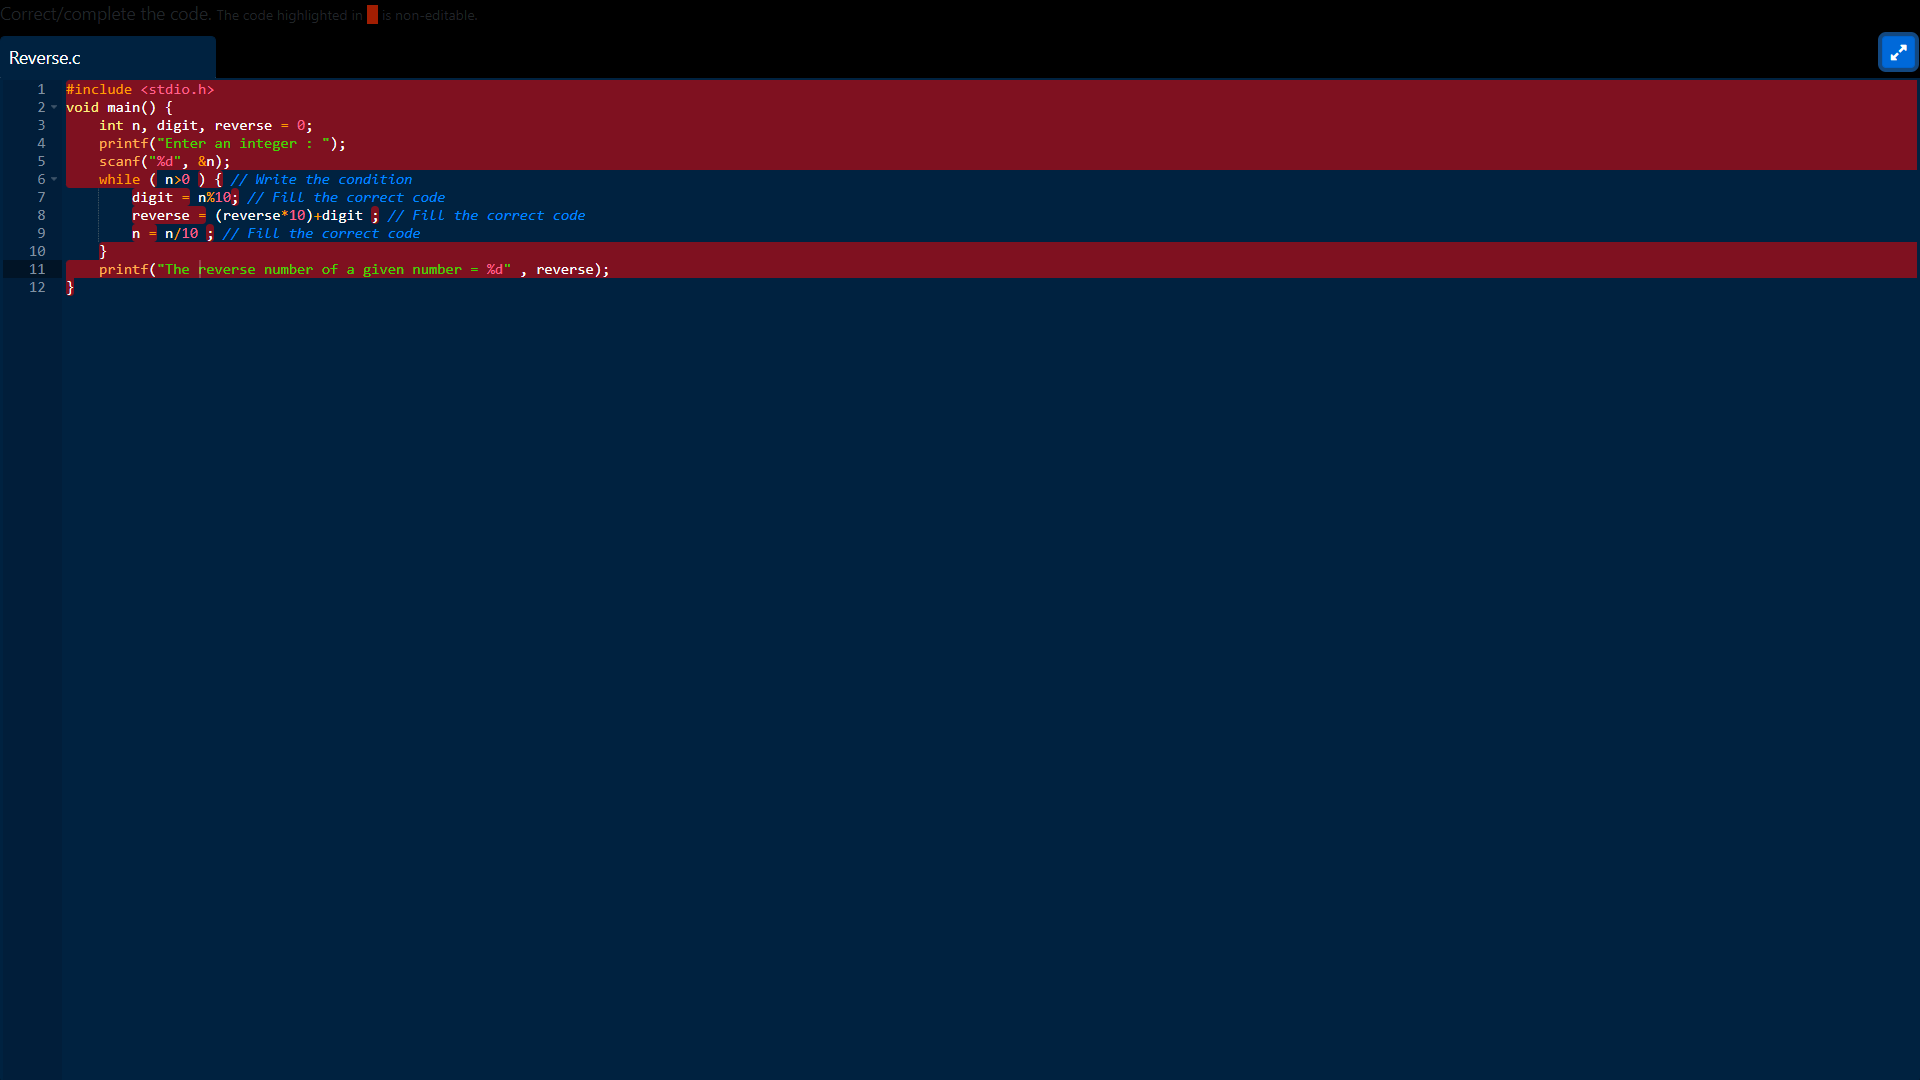 Correct/complete the code. The code highlighted in is non-editable.
Reverse.c
1 #include <stdio.h>
2 void main() {
3 int n, digit, reverse = 0;
4 printf("Enter an integer : ");
5 scanf("%d", &n);
6 while ( n>0 ) { // Write the condition
7 digit = n%10; // Fill the correct code
8 reverse = (reverse*10)+digit ; // Fill the correct code
9 n = n/10 ; // Fill the correct code
10 }
11 printf("The reverse number of a given number = %d" , reverse);
12 }